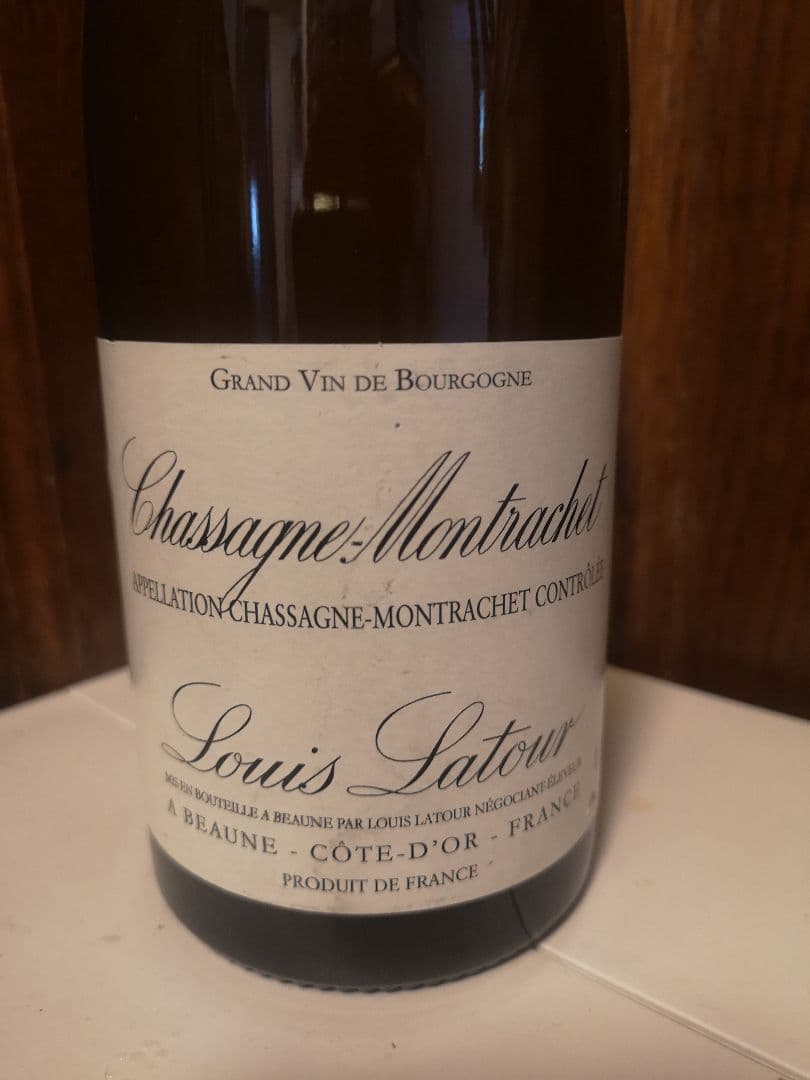 GRAND VIN DE BOURGOGNE
Chassagne-Montrachet
APPELLATION CHASSAGNE-MONTRACHET CONTRÔLÉE
Louis Latour
MIS EN BOUTEILLE A BEAUNE PAR LOUIS LATOUR NÉGOCIANT-ÉLEVEUR
A BEAUNE - CÔTE-D'OR - FRANCE
PRODUIT DE FRANCE